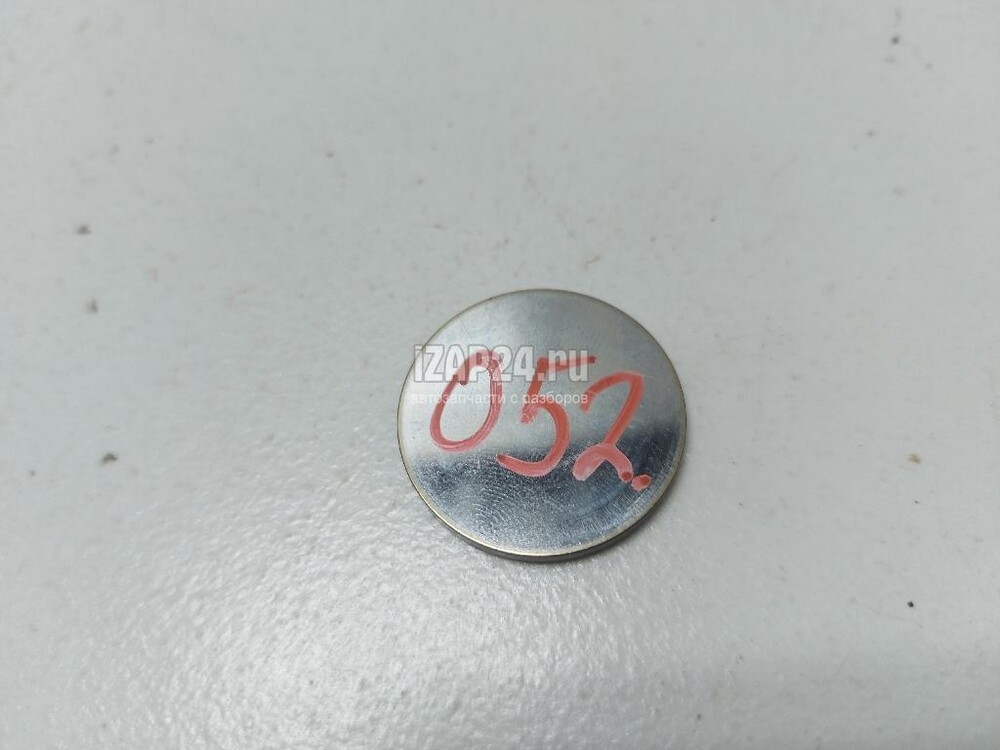 iZAP24.ru
автозапчасти с разборов
052.